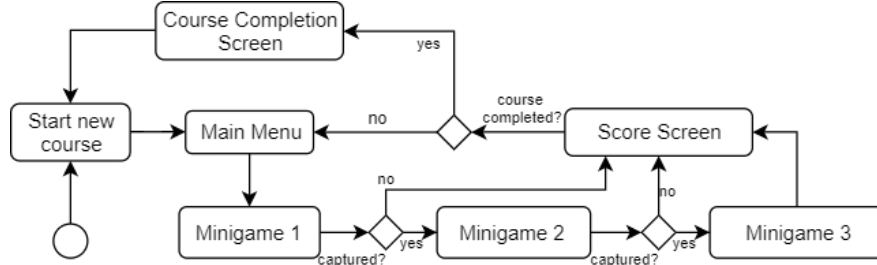 Course Completion
Screen
yes
Start new
course
Main Menu
no
course
completed?
Score Screen
no
no
Minigame 1
captured?
yes
Minigame 2
captured?
yes
Minigame 3